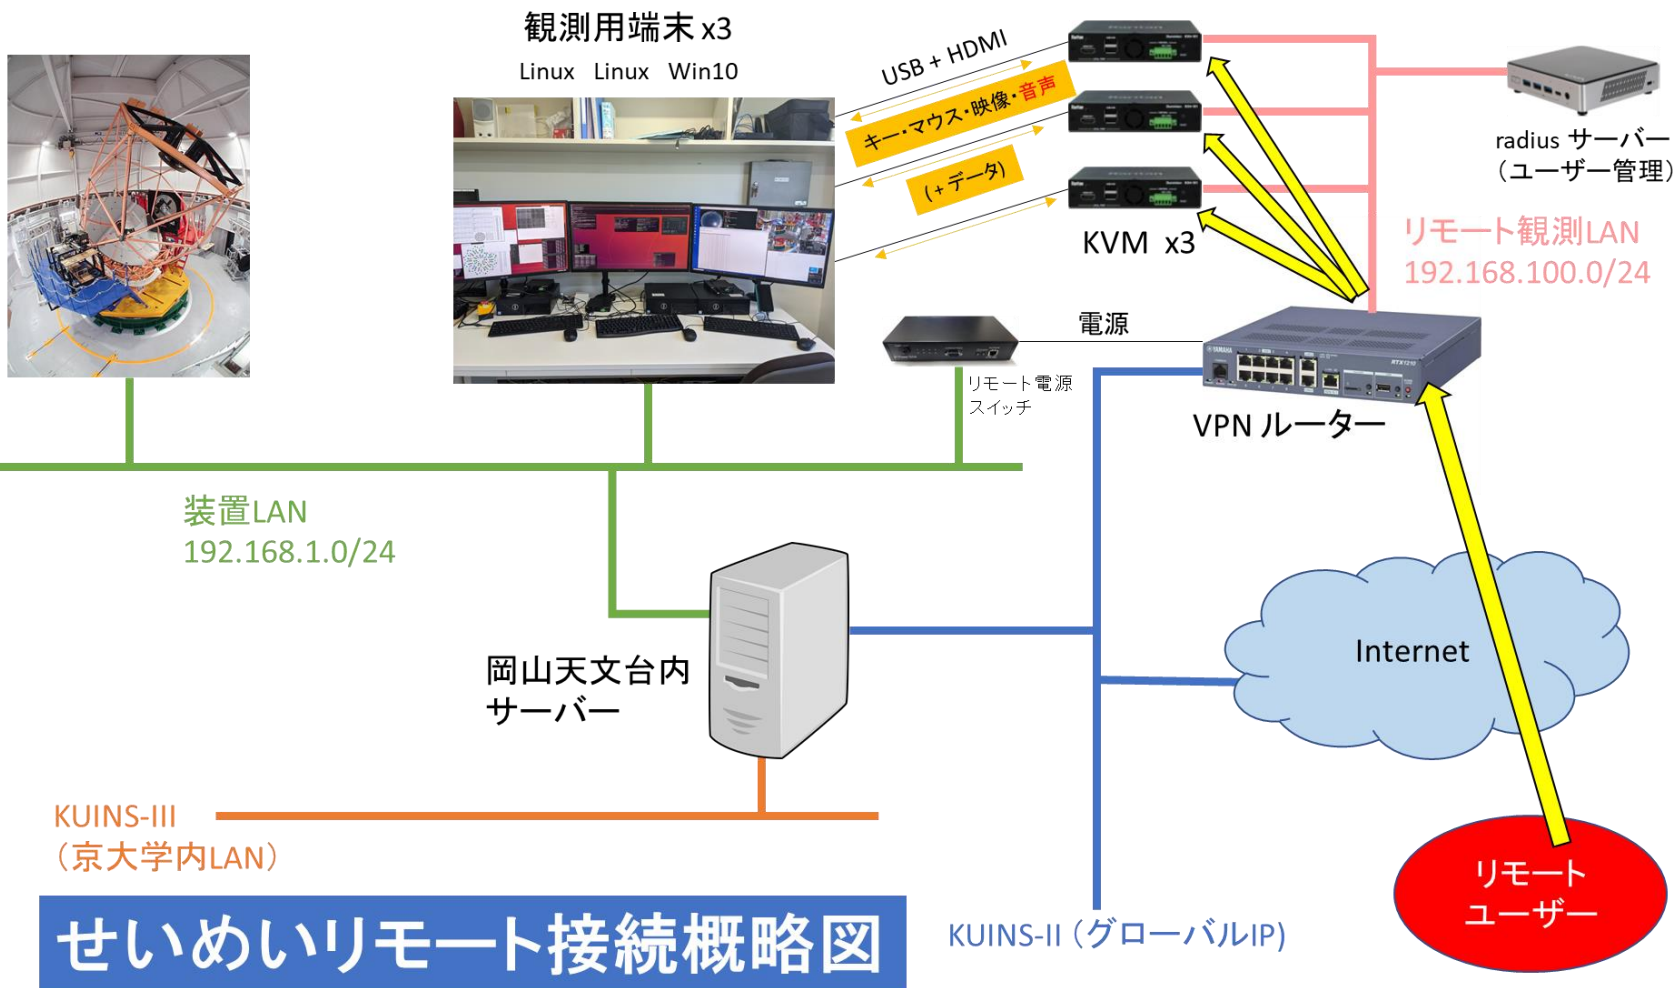 観測用端末 x3
Linux Linux Win10
USB + HDMI
キー・マウス・映像・音声
(+ データ)
KVM x3
radius サーバー
（ユーザー管理）
リモート観測LAN
192.168.100.0/24
電源
リモート電源
スイッチ
YAMAHA
RTX1210
VPN ルーター
装置LAN
192.168.1.0/24
岡山天文台内
サーバー
Internet
KUINS-III
（京大学内LAN）
リモート
ユーザー
せいめいリモート接続概略図
KUINS-II（グローバルIP)